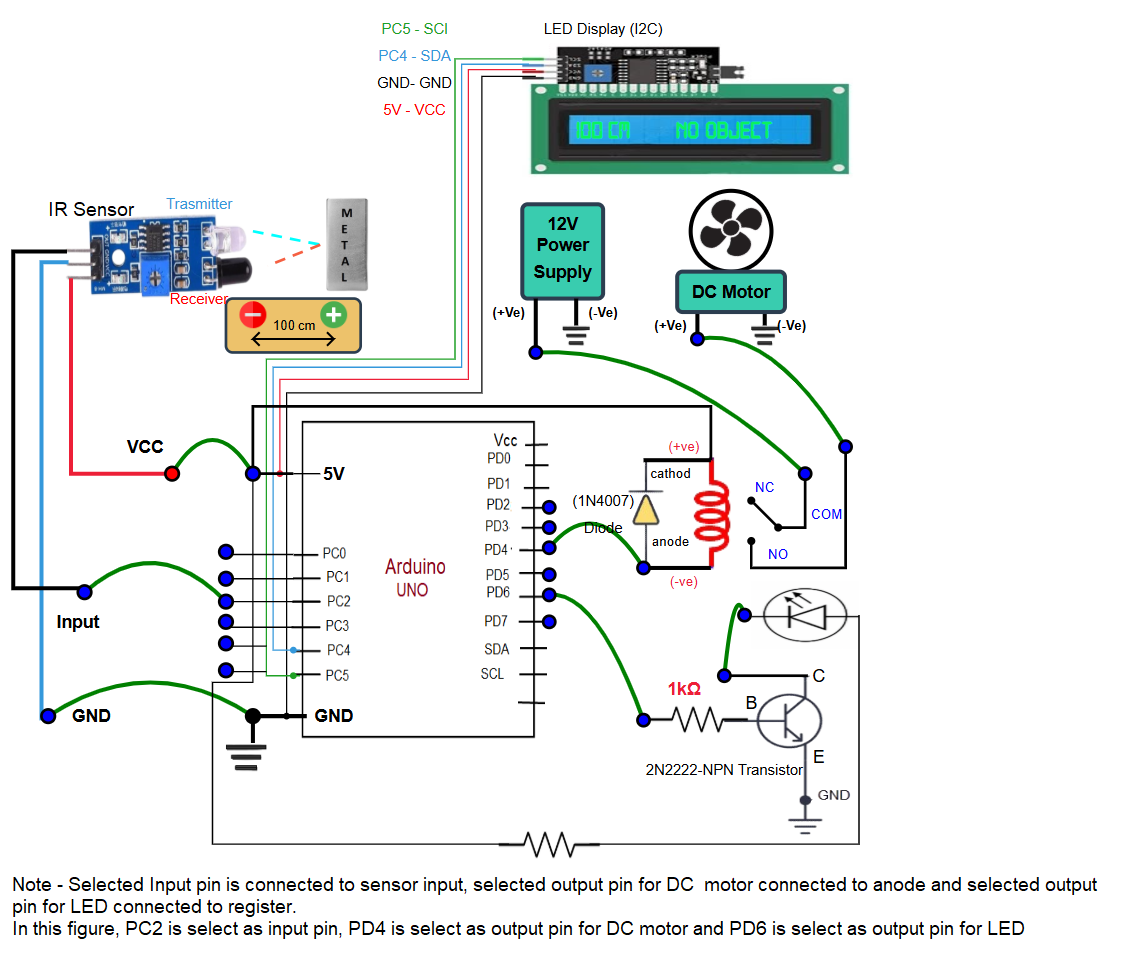 PC5 - SCI
LED Display (I2C)
PC4 - SDA
GND- GND
5V - VCC
100 CM NO OBJECT
IR Sensor
Trasmitter
METAL
Receiver
100 cm
12V
Power
Supply
(+Ve)
(-Ve)
DC Motor
(+Ve)
(-Ve)
VCC
5V
Vcc
PD0
PD1
PD2
PD3
PD4
PD5
PD6
PD7
SDA
SCL
(+ve)
cathod
(1N4007)
Diode
anode
(-ve)
NC
COM
NO
Arduino
UNO
PC0
PC1
PC2
PC3
PC4
PC5
GND
Input
GND
1kΩ
B
C
E
2N2222-NPN Transistor
GND
Note - Selected Input pin is connected to sensor input, selected output pin for DC motor connected to anode and selected output
pin for LED connected to register.
In this figure, PC2 is select as input pin, PD4 is select as output pin for DC motor and PD6 is select as output pin for LED